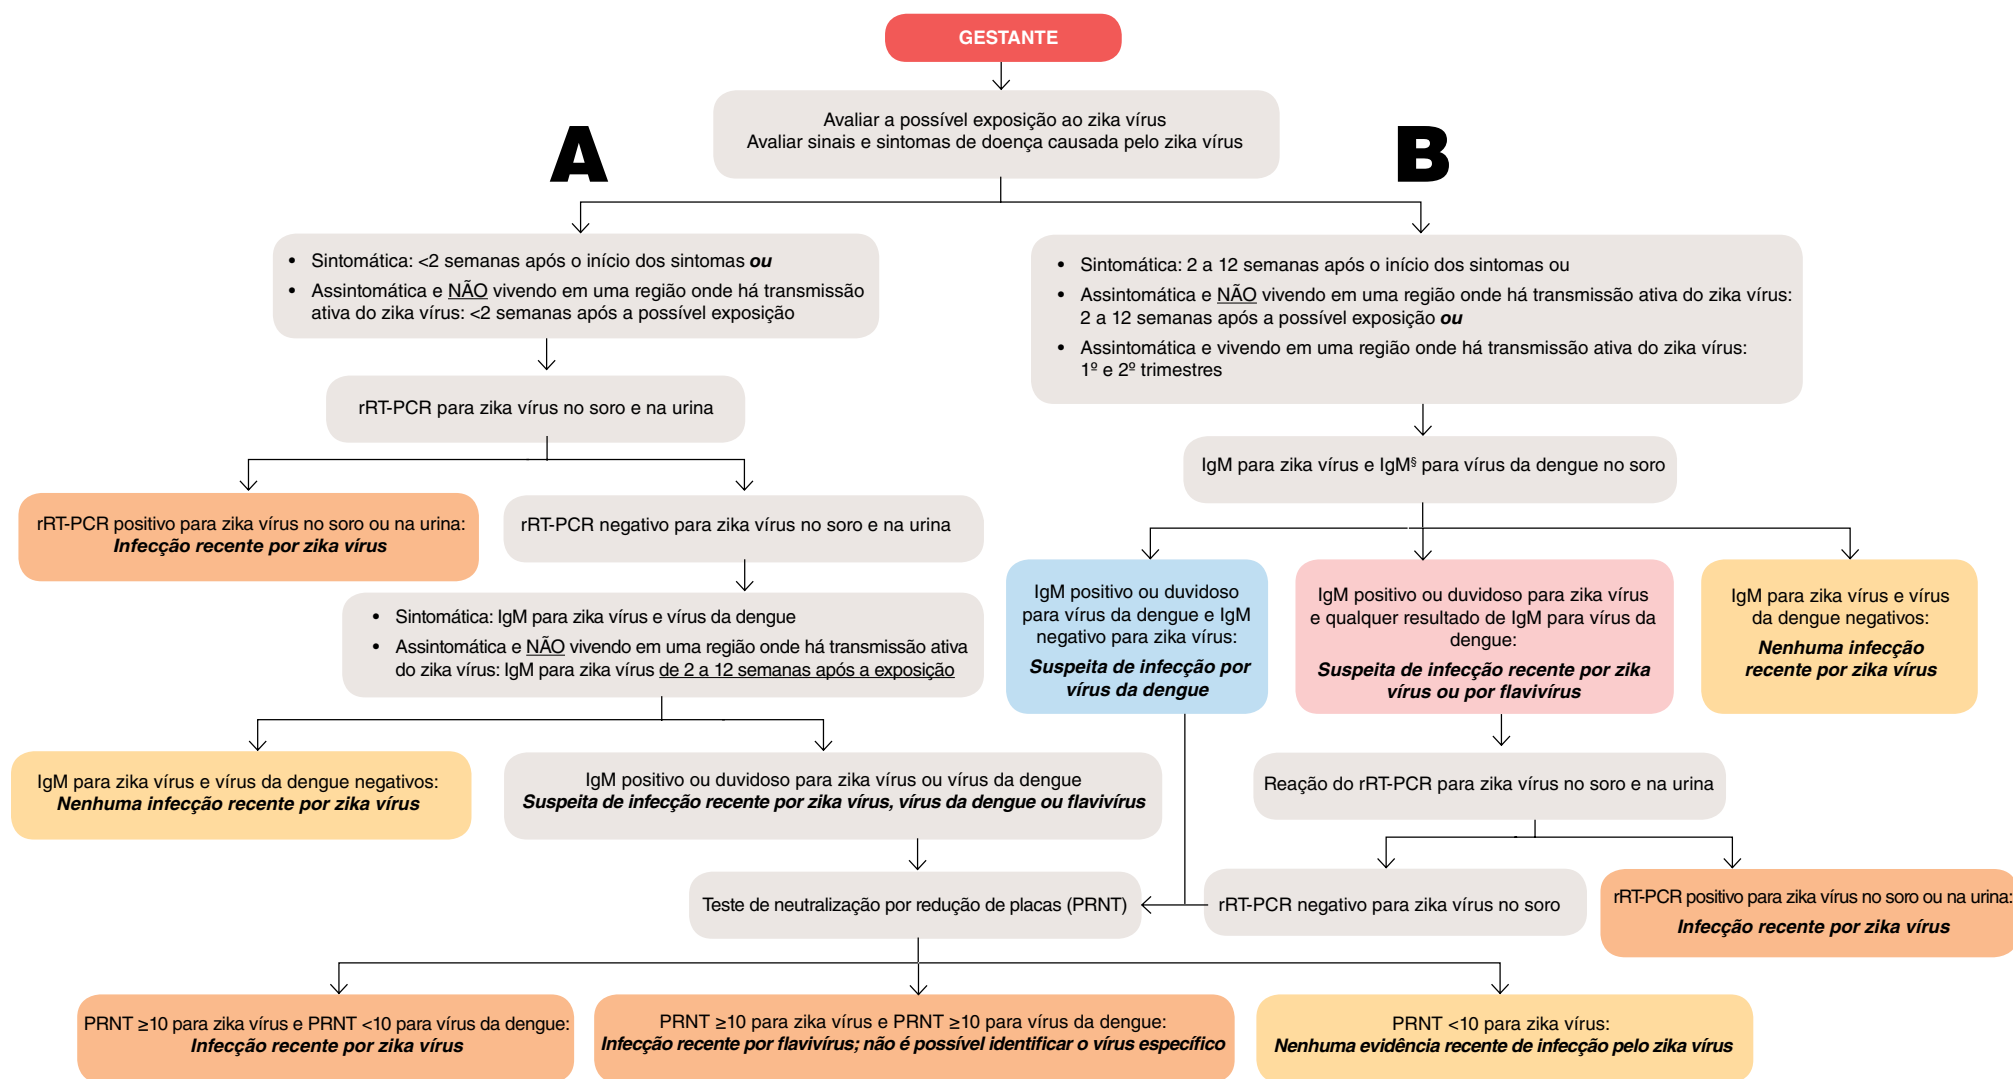 GESTANTE
Avaliar a possível exposição ao zika vírus
Avaliar sinais e sintomas de doença causada pelo zika vírus
A
B
• Sintomática: <2 semanas após o início dos sintomas ou
• Assintomática e NÃO vivendo em uma região onde há transmissão
ativa do zika vírus: <2 semanas após a possível exposição
• Sintomática: 2 a 12 semanas após o início dos sintomas ou
• Assintomática e NÃO vivendo em uma região onde há transmissão ativa do zika vírus:
2 a 12 semanas após a possível exposição ou
• Assintomática e vivendo em uma região onde há transmissão ativa do zika vírus:
1º e 2º trimestres
rRT-PCR para zika vírus no soro e na urina
IgM para zika vírus e IgM§ para vírus da dengue no soro
rRT-PCR positivo para zika vírus no soro ou na urina:
Infecção recente por zika vírus
rRT-PCR negativo para zika vírus no soro e na urina
• Sintomática: IgM para zika vírus e vírus da dengue
• Assintomática e NÃO vivendo em uma região onde há transmissão ativa
do zika vírus: IgM para zika vírus de 2 a 12 semanas após a exposição
IgM positivo ou duvidoso
para vírus da dengue e IgM
negativo para zika vírus:
Suspeita de infecção por
vírus da dengue
IgM positivo ou duvidoso para zika vírus
e qualquer resultado de IgM para vírus da
dengue:
Suspeita de infecção recente por zika
vírus ou por flavivírus
IgM para zika vírus e vírus
da dengue negativos:
Nenhuma infecção
recente por zika vírus
IgM para zika vírus e vírus da dengue negativos:
Nenhuma infecção recente por zika vírus
IgM positivo ou duvidoso para zika vírus ou vírus da dengue
Suspeita de infecção recente por zika vírus, vírus da dengue ou flavivírus
Reação do rRT-PCR para zika vírus no soro e na urina
Teste de neutralização por redução de placas (PRNT)
rRT-PCR negativo para zika vírus no soro
rRT-PCR positivo para zika vírus no soro ou na urina:
Infecção recente por zika vírus
PRNT ≥10 para zika vírus e PRNT <10 para vírus da dengue:
Infecção recente por zika vírus
PRNT ≥10 para zika vírus e PRNT ≥10 para vírus da dengue:
Infecção recente por flavivírus; não é possível identificar o vírus específico
PRNT <10 para zika vírus:
Nenhuma evidência recente de infecção pelo zika vírus